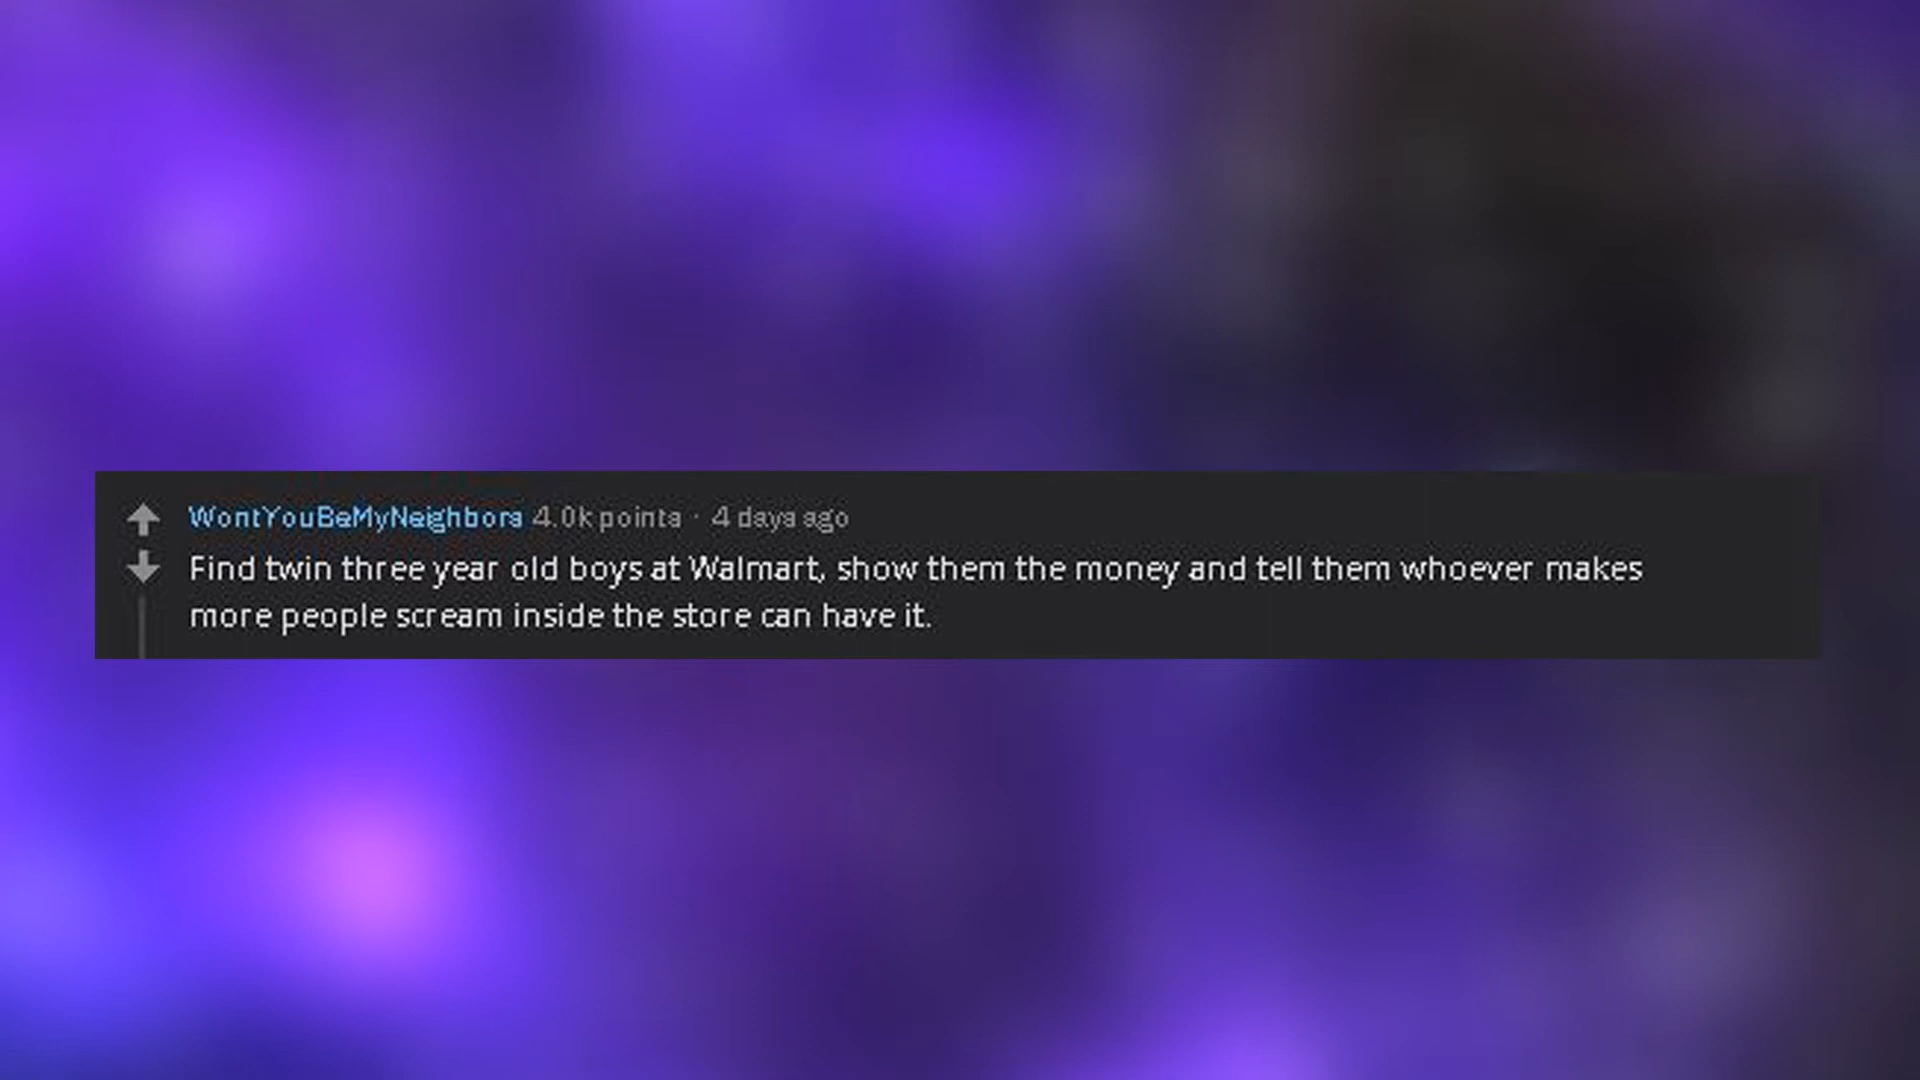 WontYouBeMyNeighbors 4.0k points · 4 days ago
Find twin three year old boys at Walmart, show them the money and tell them whoever makes
more people scream inside the store can have it.